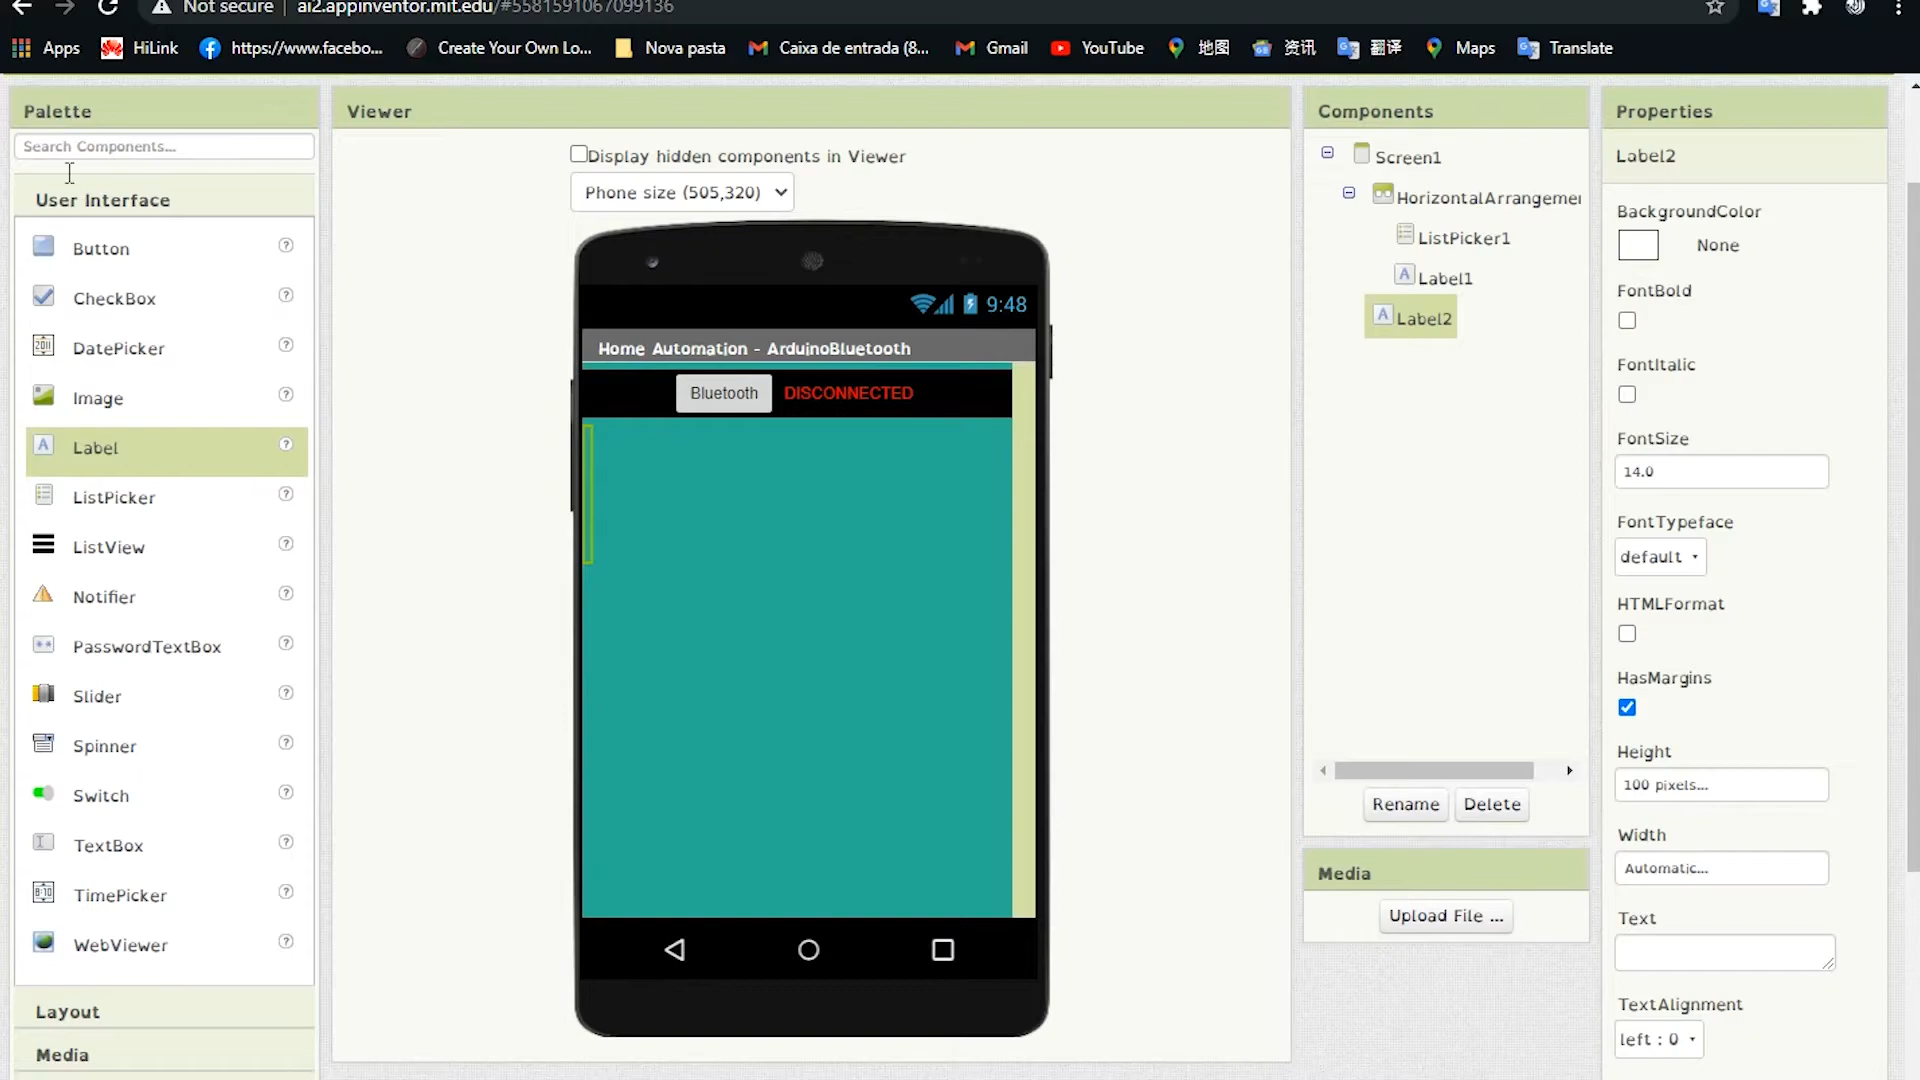 Not secure ai2.appinventor.mit.edu/#5581591067099136
Apps HiLink https://www.facebo... Create Your Own Lo... Nova pasta Caixa de entrada (8... Gmail YouTube 地图 资讯 翻译 Maps Translate
Palette
Search Components...
User Interface
Button
CheckBox
DatePicker
Image
Label
ListPicker
ListView
Notifier
PasswordTextBox
Slider
Spinner
Switch
TextBox
TimePicker
WebViewer
Layout
Media
Viewer
Display hidden components in Viewer
Phone size (505,320)
9:48
Home Automation - ArduinoBluetooth
Bluetooth DISCONNECTED
Components
Screen1
HorizontalArrangemen
ListPicker1
Label1
Label2
Rename Delete
Media
Upload File ...
Properties
Label2
BackgroundColor
None
FontBold
FontItalic
FontSize
14.0
FontTypeface
default
HTMLFormat
HasMargins
Height
100 pixels...
Width
Automatic...
Text
TextAlignment
left : 0